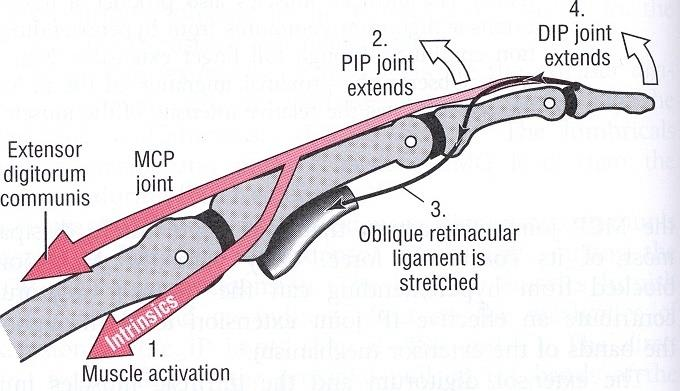 4.
DIP joint
extends
2.
PIP joint
extends
Extensor
digitorum
communis
MCP
joint
3.
Oblique retinacular
ligament is
stretched
Intrinsics
1.
Muscle activation